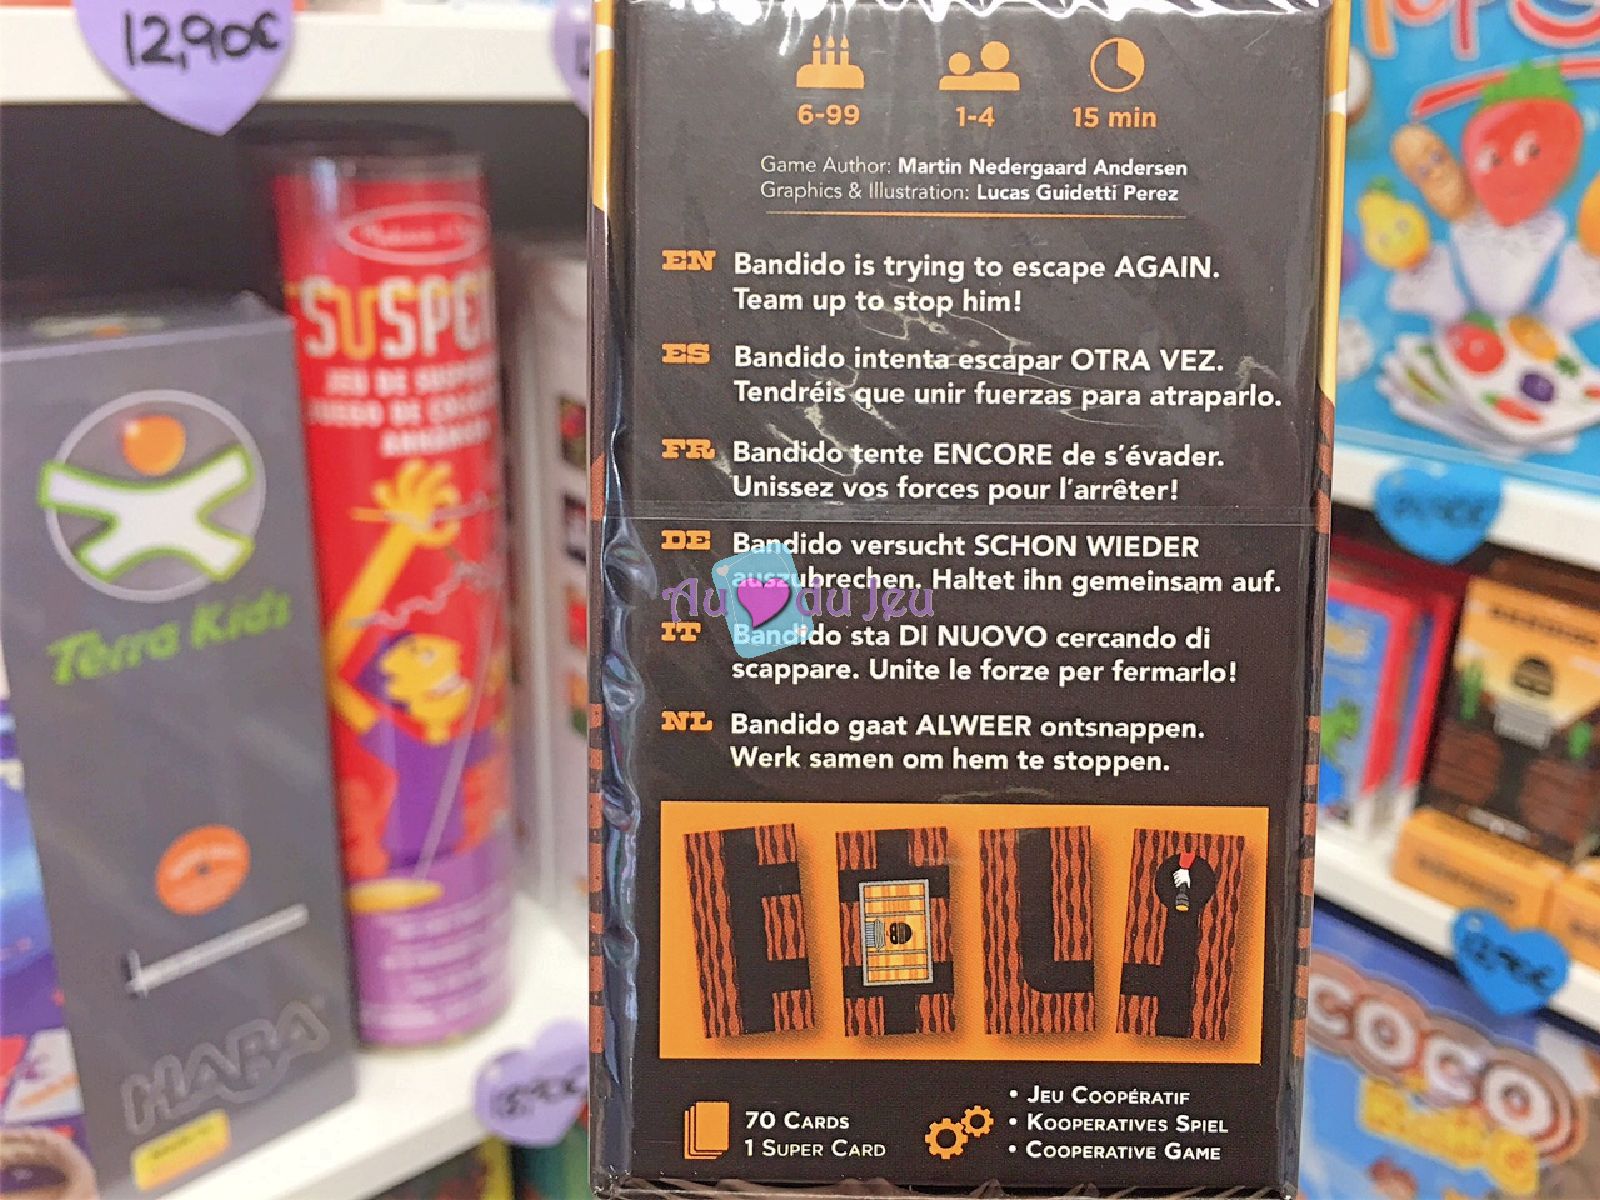 12,90€
6-99
1-4
15 min
Game Author: Martin Nedergaard Andersen
Graphics & Illustration: Lucas Guidetti Perez
EN Bandido is trying to escape AGAIN.
Team up to stop him!
ES Bandido intenta escapar OTRA VEZ.
Tendréis que unir fuerzas para atraparlo.
FR Bandido tente ENCORE de s'évader.
Unissez vos forces pour l'arrêter!
DE Bandido versucht SCHON WIEDER
auszubrechen. Haltet ihn gemeinsam auf.
Au du Jeu
IT Bandido sta DI NUOVO cercando di
scappare. Unite le forze per fermarlo!
NL Bandido gaat ALWEER ontsnappen.
Werk samen om hem te stoppen.
70 CARDS
1 SUPER CARD
• JEU COOPÉRATIF
• KOOPERATIVES SPIEL
• COOPERATIVE GAME
SUSPE
JEU DE
Terra Kids
HABA
COCO